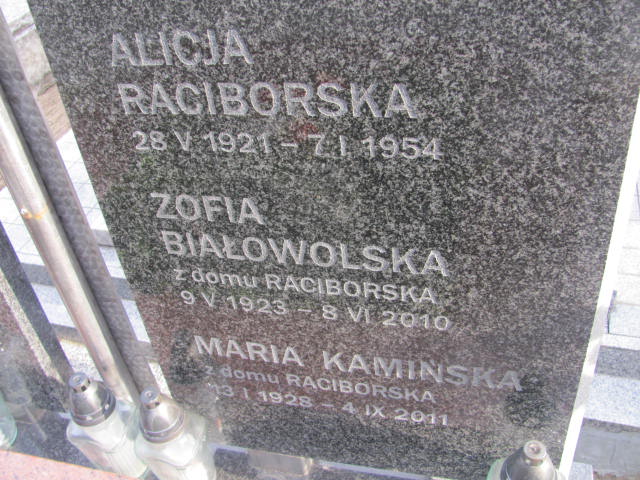 ALICJA
RACIBORSKA
28 V 1921 - 7 I 1954
ZOFIA
BIAŁOWOLSKA
z domu RACIBORSKA
9 V 1923 - 8 VI 2010
MARIA KAMIŃSKA
z domu RACIBORSKA
I 1928 - 4 IX 2011